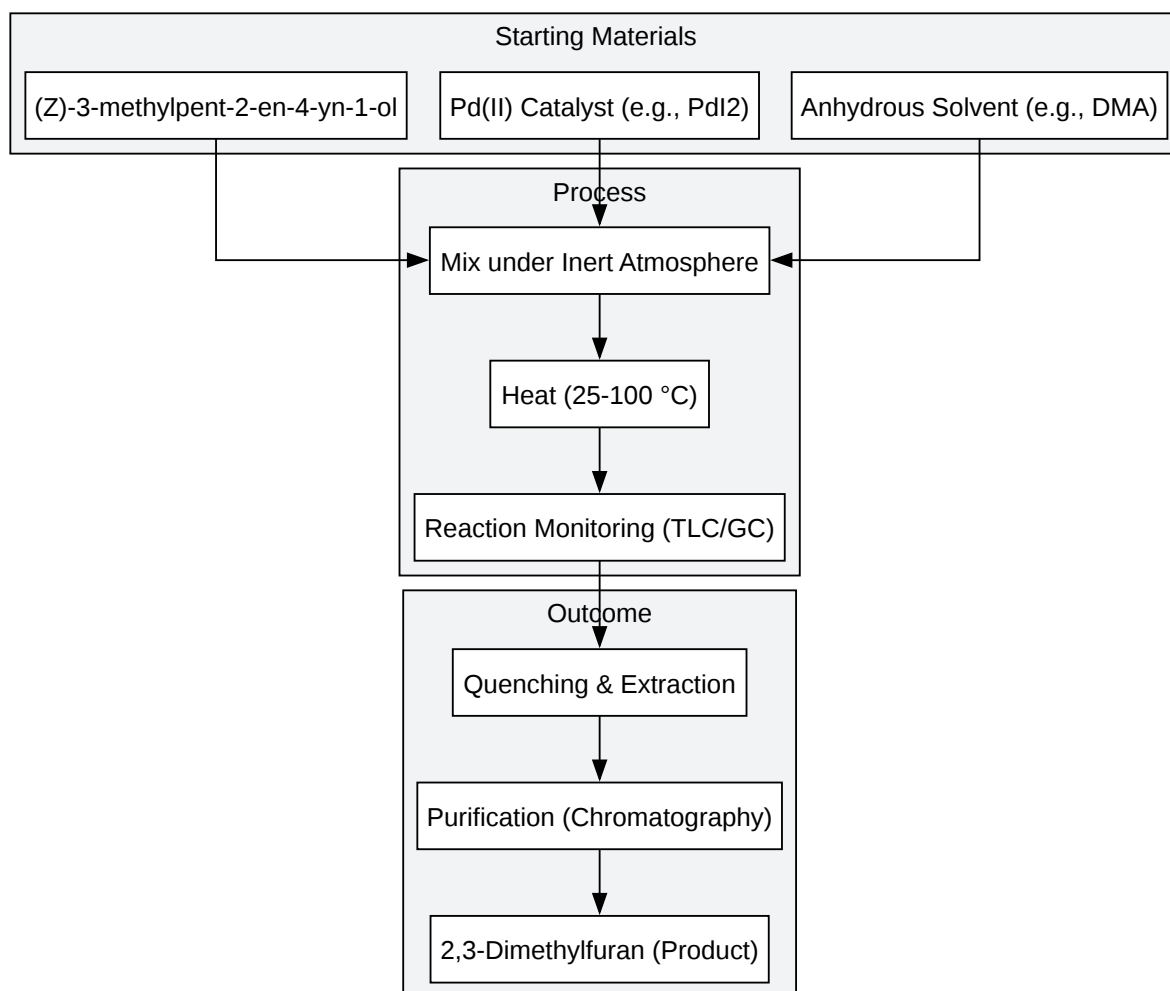 Starting Materials
(Z)-3-methylpent-2-en-4-yn-1-ol
Pd(II) Catalyst (e.g., PdI2)
Anhydrous Solvent (e.g., DMA)
Process
Mix under Inert Atmosphere
Heat (25-100 °C)
Reaction Monitoring (TLC/GC)
Outcome
Quenching & Extraction
Purification (Chromatography)
2,3-Dimethylfuran (Product)